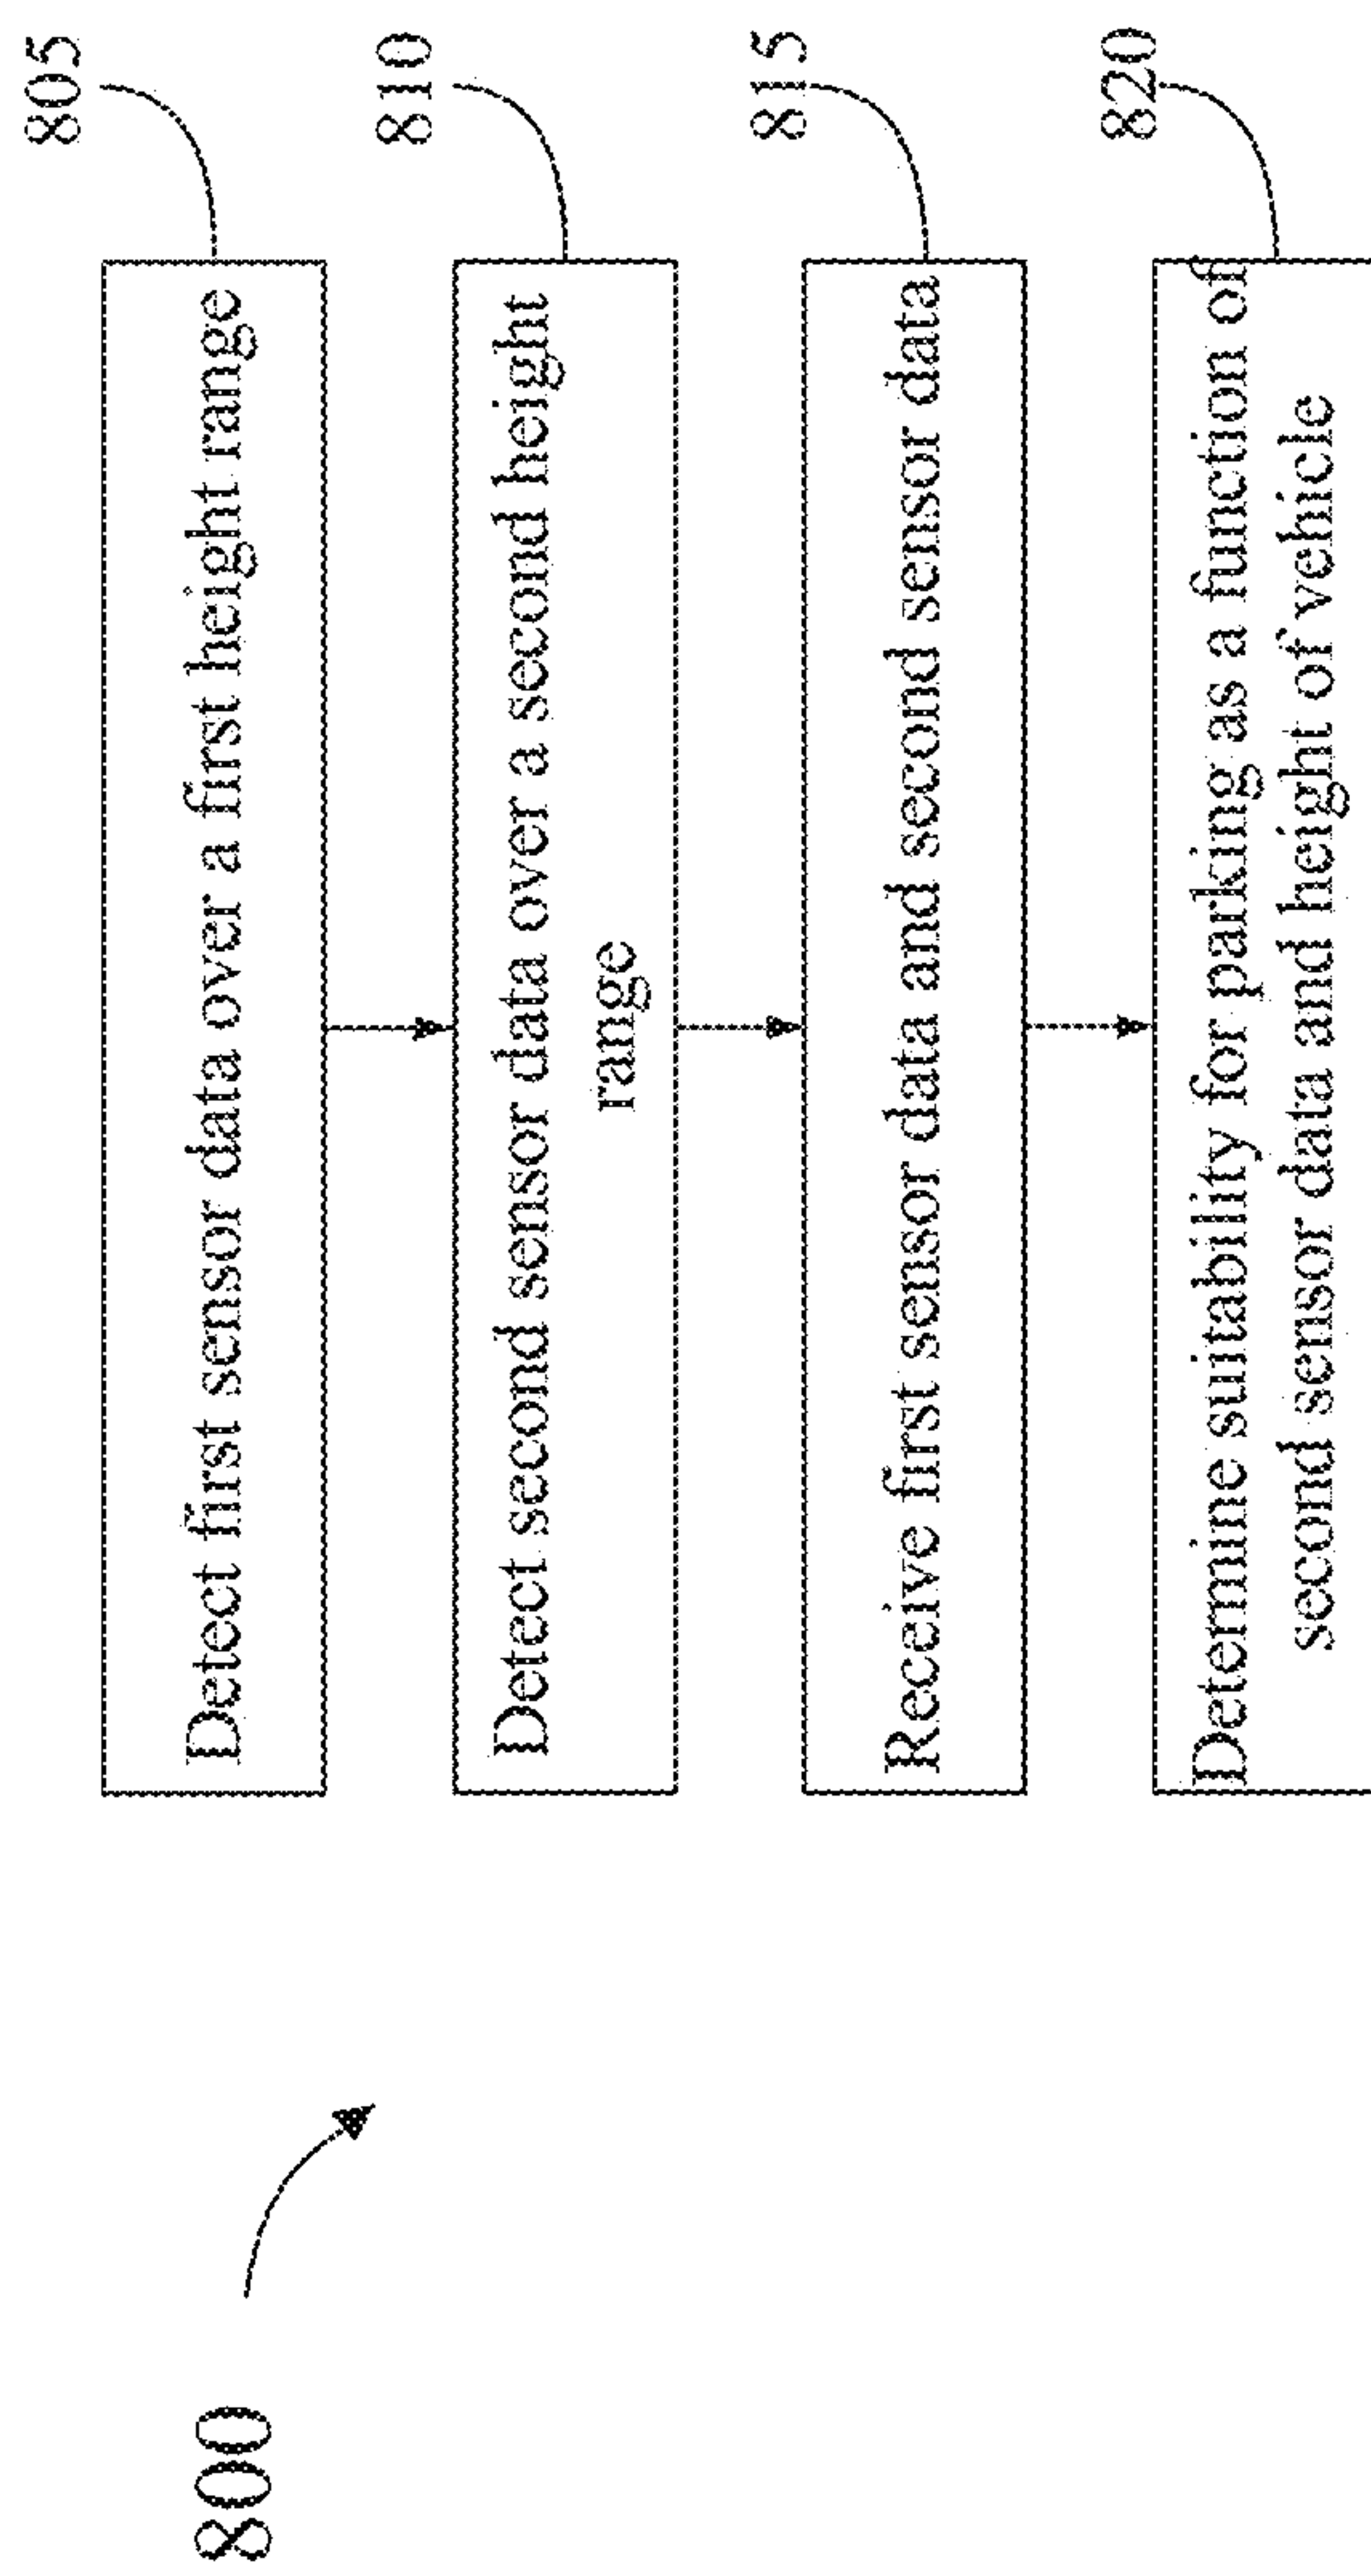 800
805
Detect first sensor data over a first height range
810
Detect second sensor data over a second height
range
815
Receive first sensor data and second sensor data
820
Determine suitability for parking as a function of
second sensor data and height of vehicle